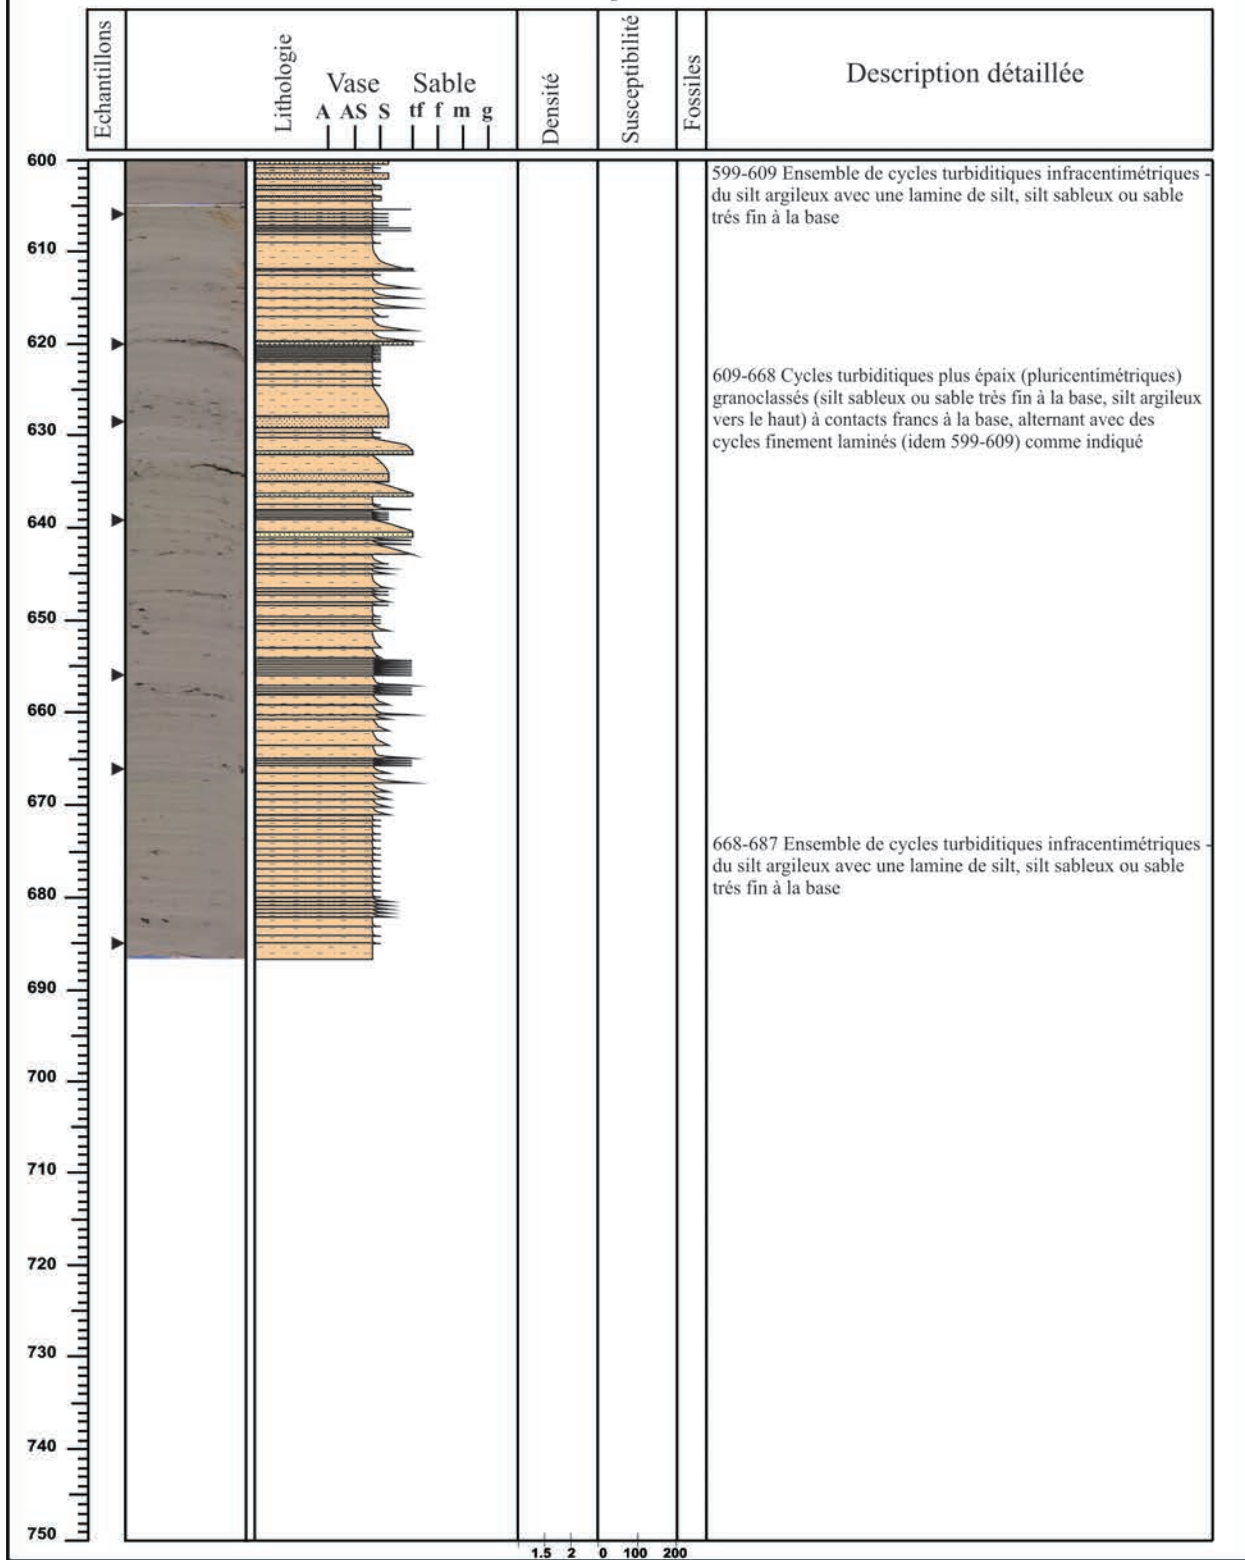 Echantillons
Lithologie
Vase
Sable
A AS S tf f m g
Densité
Susceptibilité
Fossiles
Description détaillée
600
599-609 Ensemble de cycles turbiditiques infracentimétriques -
du silt argileux avec une lamine de silt, silt sableux ou sable
trés fin à la base
610
620
609-668 Cycles turbiditiques plus épaix (pluricentimétriques)
granoclassés (silt sableux ou sable très fin à la base, silt argileux
vers le haut) à contacts francs à la base, alternant avec des
cycles finement laminés (idem 599-609) comme indiqué
630
640
650
660
670
668-687 Ensemble de cycles turbiditiques infracentimétriques -
du silt argileux avec une lamine de silt, silt sableux ou sable
trés fin à la base
680
690
700
710
720
730
740
750
1.5 2 0 100 200